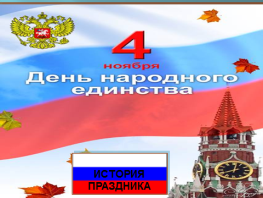 4
ноября
День народного
единства
ИСТОРИЯ
ПРАЗДНИКА